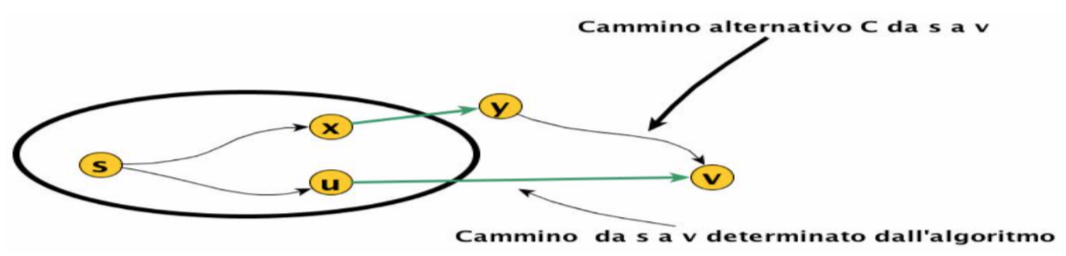 Cammino alternativo C da s a v
y
x
s
u
v
Cammino da s a v determinato dall'algoritmo